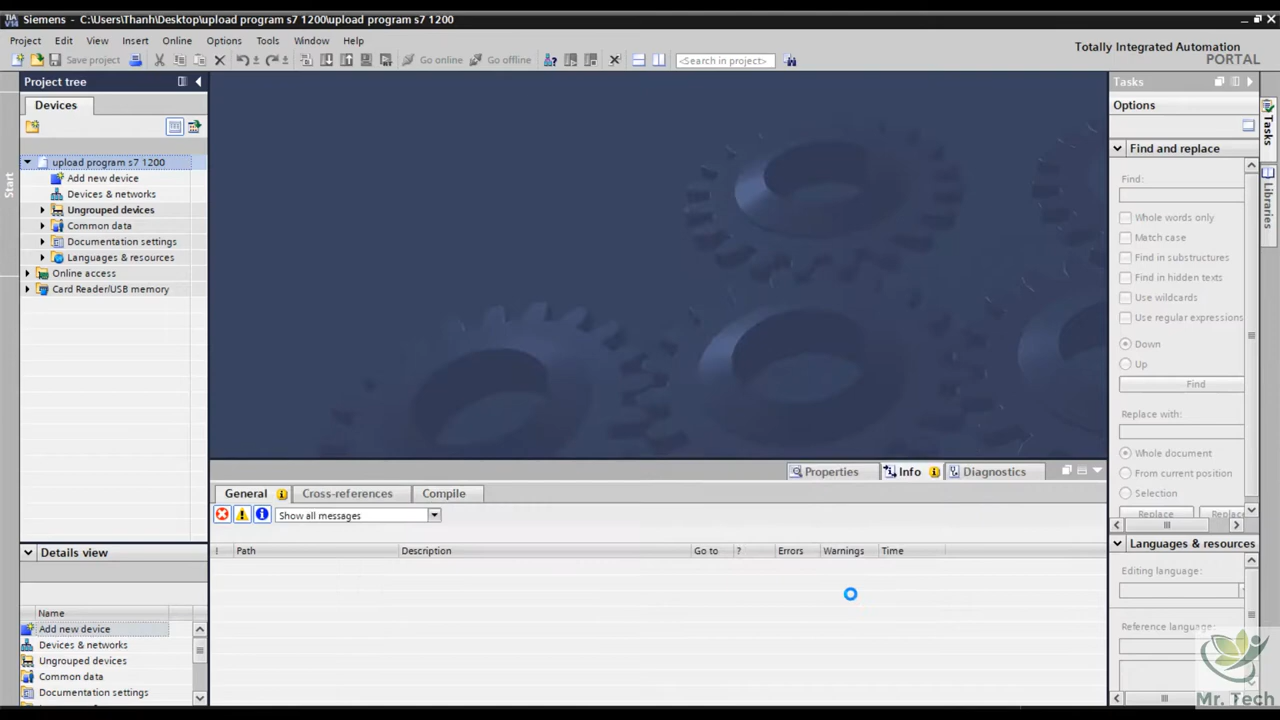 TIA
V14
Siemens - C:\Users\Thanh\Desktop\upload program s7 1200\upload program s7 1200
Project Edit View Insert Online Options Tools Window Help
Totally Integrated Automation
PORTAL
Save project
Go online
Go offline
<Search in project>
Project tree
Devices
Start
upload program s7 1200
Add new device
Devices & networks
Ungrouped devices
Common data
Documentation settings
Languages & resources
Online access
Card Reader/USB memory
Details view
Name
Add new device
Devices & networks
Ungrouped devices
Common data
Documentation settings
Properties
Info
Diagnostics
General
Cross-references
Compile
Show all messages
! Path Description Go to ? Errors Warnings Time
Tasks
Options
Find and replace
Find:
Whole words only
Match case
Find in substructures
Find in hidden texts
Use wildcards
Use regular expressions
Down
Up
Find
Replace with:
Whole document
From current position
Selection
Replace
Replace
Languages & resources
Editing language:
Reference language:
Tasks
Libraries
Mr. Tech